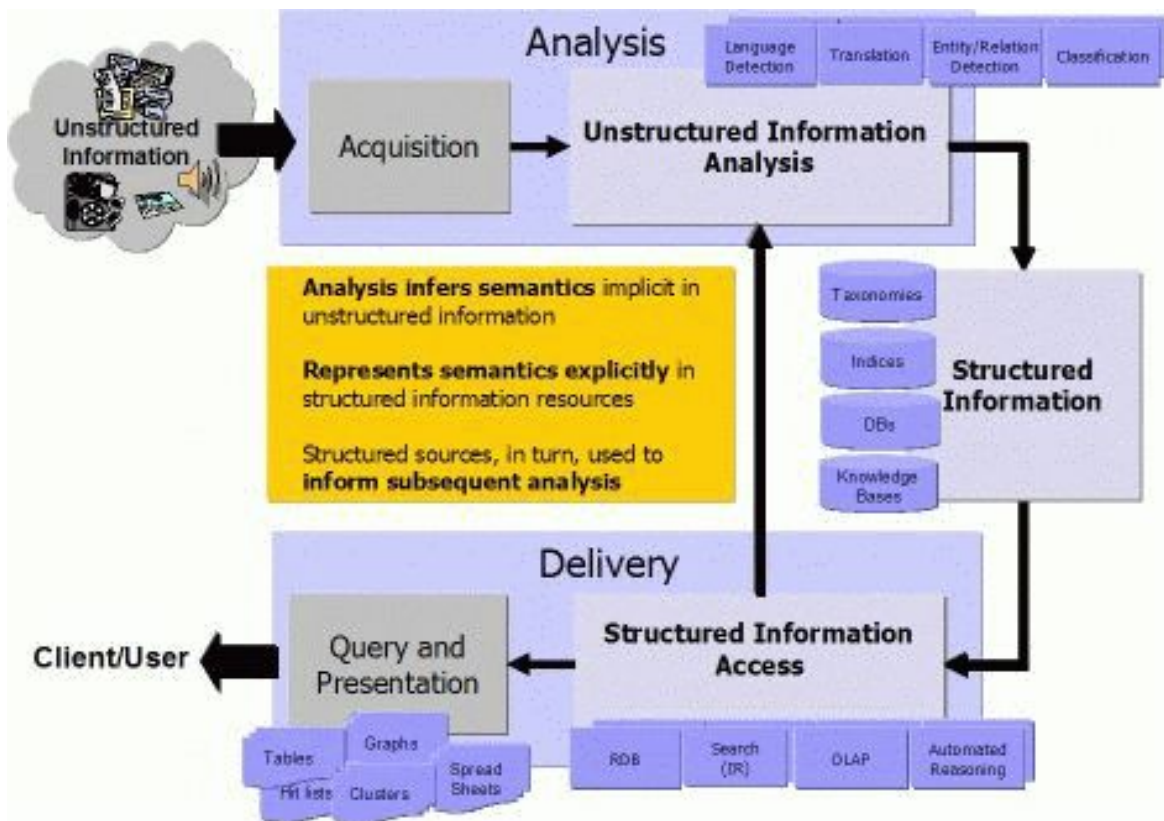 Analysis
Language
Detection
Translation
Entity/Relation
Detection
Classification
Unstructured
Information
Acquisition
Unstructured Information
Analysis
Analysis infers semantics implicit in
unstructured information
Represents semantics explicitly in
structured information resources
Structured sources, in turn, used to
inform subsequent analysis
Taxonomies
Indices
DBs
Knowledge
Bases
Structured
Information
Delivery
Client/User
Query and
Presentation
Structured Information
Access
Tables
Graphs
Hit lists
Clusters
Spread
Sheets
RDB
Search
(IR)
OLAP
Automated
Reasoning